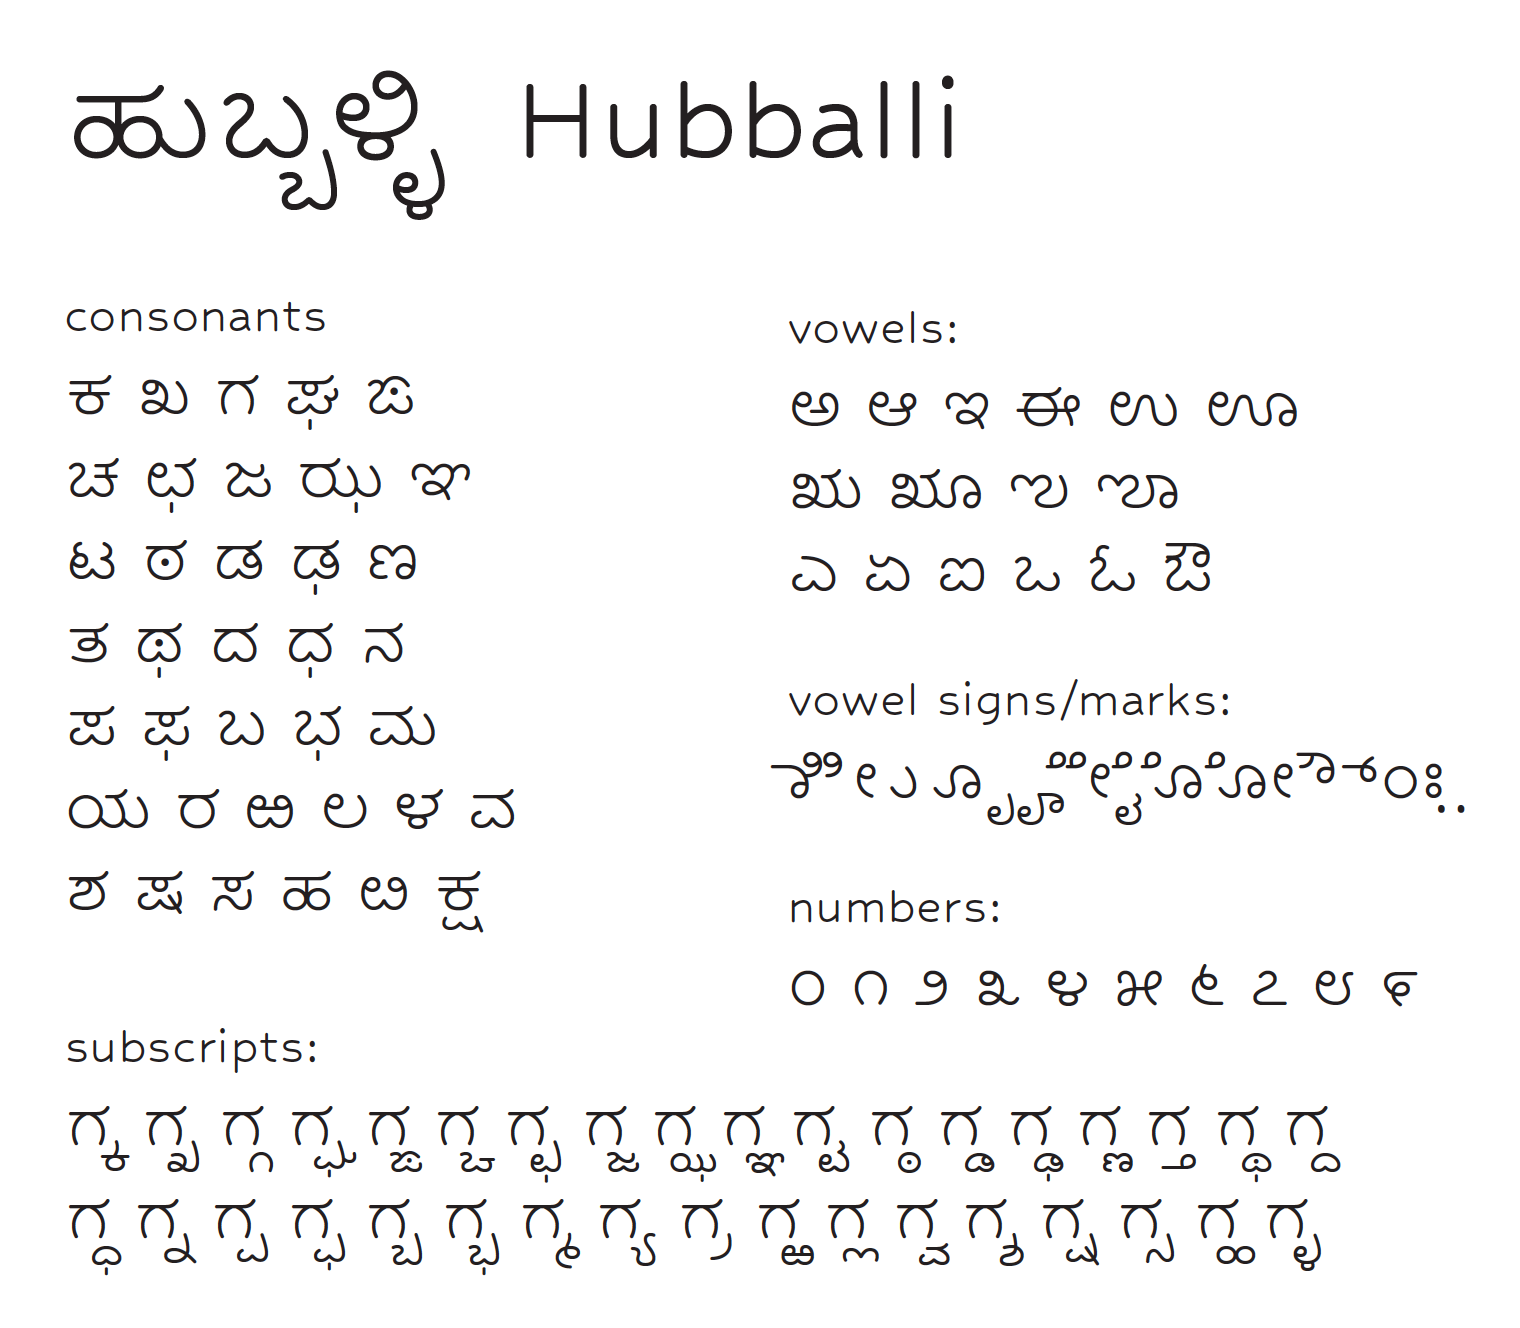 ಹುಬ್ಬಳ್ಳಿ Hubballi
consonants
ಕ ಖ ಗ ಘ ಙ
ಚ ಛ ಜ ಝ ಞ
ಟ ಠ ಡ ಢ ಣ
ತ ಥ ದ ಧ ನ
ಪ ಫ ಬ ಭ ಮ
ಯ ರ ಱ ಲ ಳ ವ
ಶ ಷ ಸ ಹ ೞ ಕ್ಷ
vowels:
ಅ ಆ ಇ ಈ ಉ ಊ
ಋ ೠ ಌ ೡ
ಎ ಏ ಐ ಒ ಓ ಔ
vowel signs/marks:
numbers:
೦ ೧ ೨ ೩ ೪ ೫ ೬ ೭ ೮ ೯
subscripts:
ಗ್ಕ ಗ್ಖ ಗ್ಗ ಗ್ಘ ಗ್ಙ ಗ್ಚ ಗ್ಛ ಗ್ಜ ಗ್ಝ ಗ್ಞ ಗ್ಟ ಗ್ಠ ಗ್ಡ ಗ್ಢ ಗ್ಣ ಗ್ತ ಗ್ಥ ಗ್ದ
ಗ್ಧ ಗ್ನ ಗ್ಪ ಗ್ಫ ಗ್ಬ ಗ್ಭ ಗ್ಮ ಗ್ಯ ಗ್ರ ಗ್ಱ ಗ್ಲ ಗ್ವ ಗ್ಶ ಗ್ಷ ಗ್ಸ ಗ್ಹ ಗ್ಳ